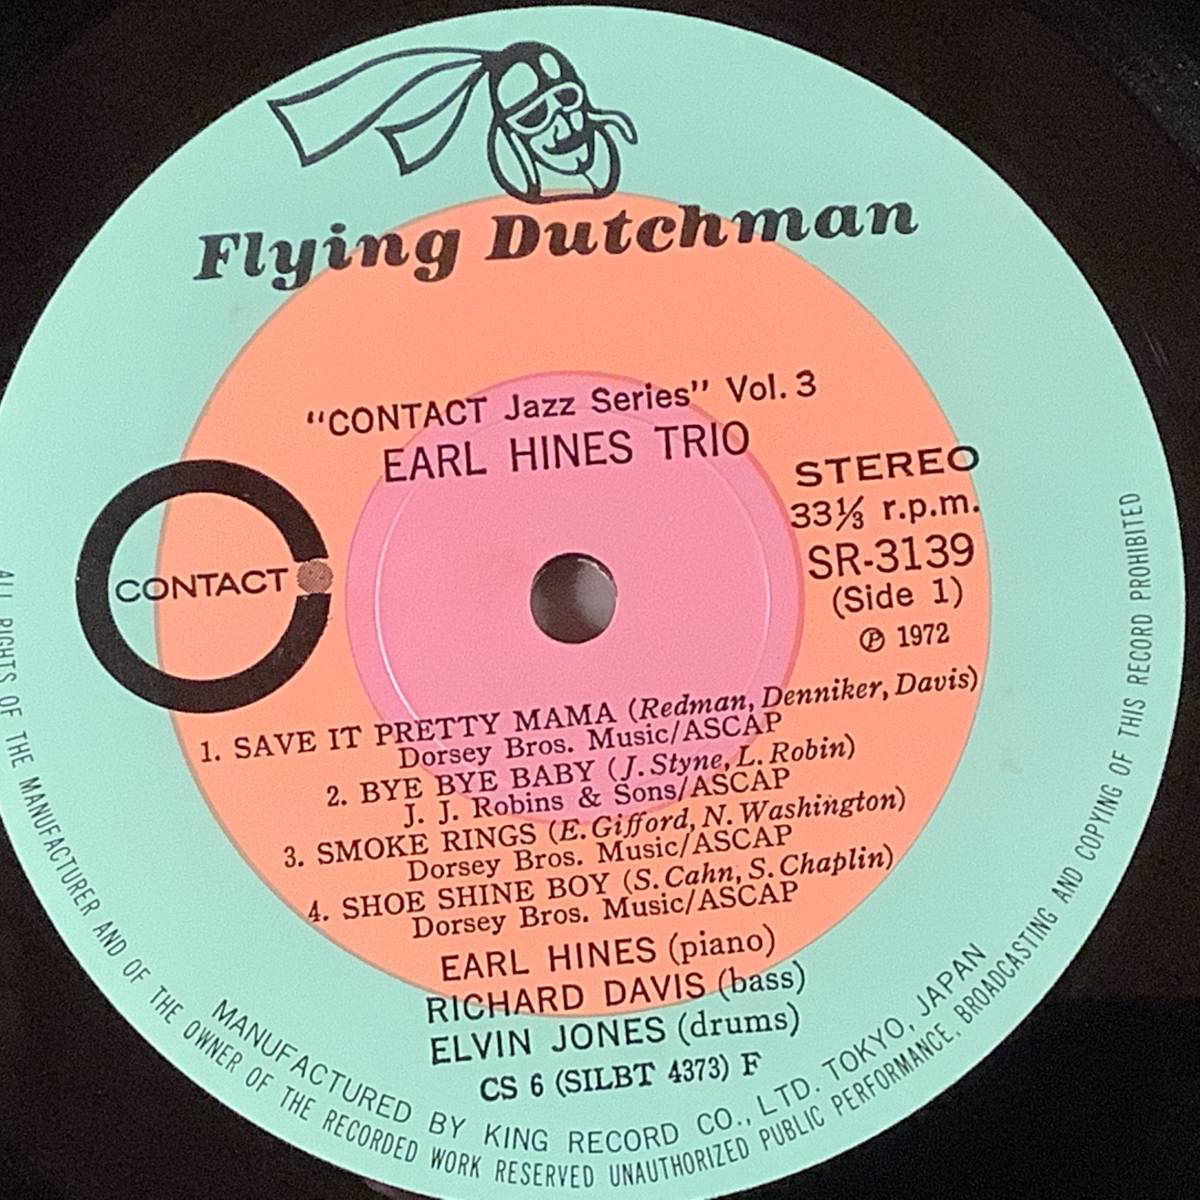 Flying Dutchman
"CONTACT Jazz Series" Vol. 3
EARL HINES TRIO
CONTACT
STEREO
33⅓ r.p.m.
SR-3139
(Side 1)
℗ 1972
1. SAVE IT PRETTY MAMA (Redman, Denniker, Davis)
Dorsey Bros. Music/ASCAP
2. BYE BYE BABY (J. Styne, L. Robin)
J. J. Robins & Sons/ASCAP
3. SMOKE RINGS (E. Gifford, N. Washington)
Dorsey Bros. Music/ASCAP
4. SHOE SHINE BOY (S. Cahn, S. Chaplin)
Dorsey Bros. Music/ASCAP
EARL HINES (piano)
RICHARD DAVIS (bass)
ELVIN JONES (drums)
CS 6 (SILBT 4373) F
MANUFACTURED BY KING RECORD CO., LTD. TOKYO, JAPAN
ALL RIGHTS OF THE MANUFACTURER AND OF THE OWNER OF THE RECORDED WORK RESERVED UNAUTHORIZED PUBLIC PERFORMANCE, BROADCASTING AND COPYING OF THIS RECORD PROHIBITED